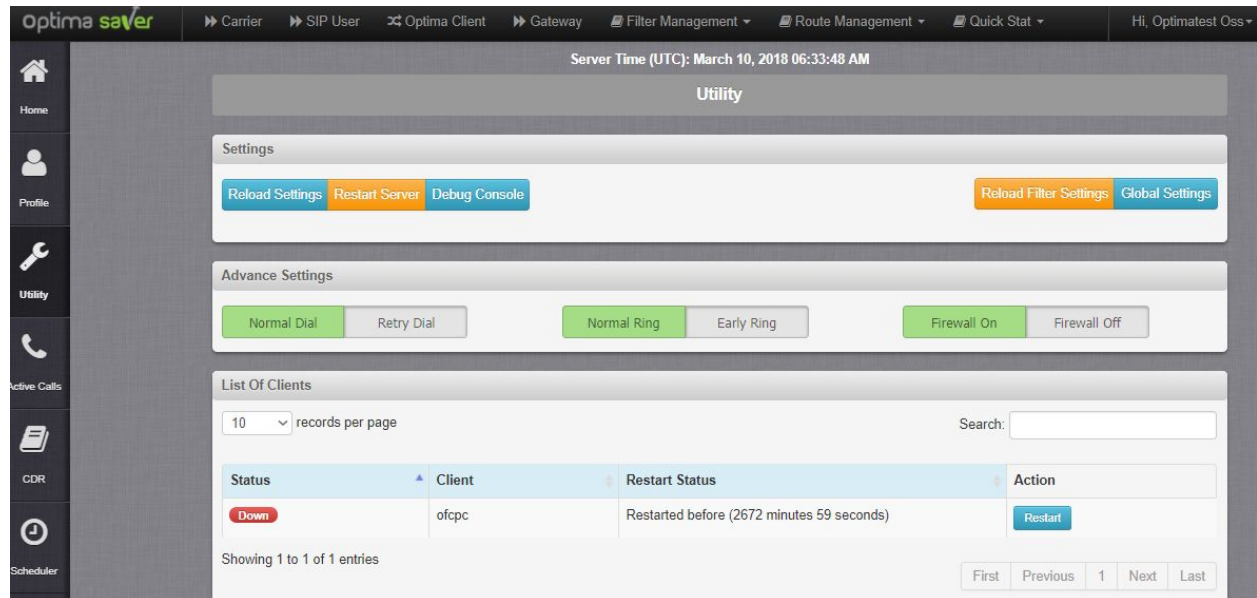 Optima saver
Carrier SIP User Optima Client Gateway Filter Management Route Management Quick Stat Hi, Optimatest Oss
Server Time (UTC): March 10, 2018 06:33:48 AM
Home
Utility
Profile
Settings
Reload Settings Restart Server Debug Console Reload Filter Settings Global Settings
Utility
Advance Settings
Normal Dial Retry Dial Normal Ring Early Ring Firewall On Firewall Off
Active Calls
List Of Clients
10 records per page Search:
CDR
Status Client Restart Status Action
Down ofcpc Restarted before (2672 minutes 59 seconds) Restart
Scheduler
Showing 1 to 1 of 1 entries
First Previous 1 Next Last